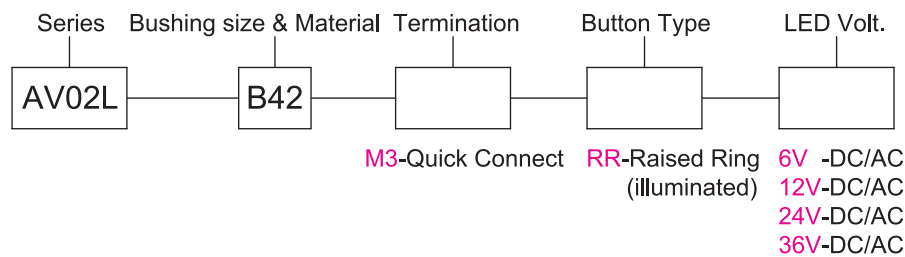 Series Bushing size & Material Termination Button Type LED Volt.
AV02L B42
M3-Quick Connect RR-Raised Ring 6V -DC/AC
(illuminated) 12V-DC/AC
24V-DC/AC
36V-DC/AC